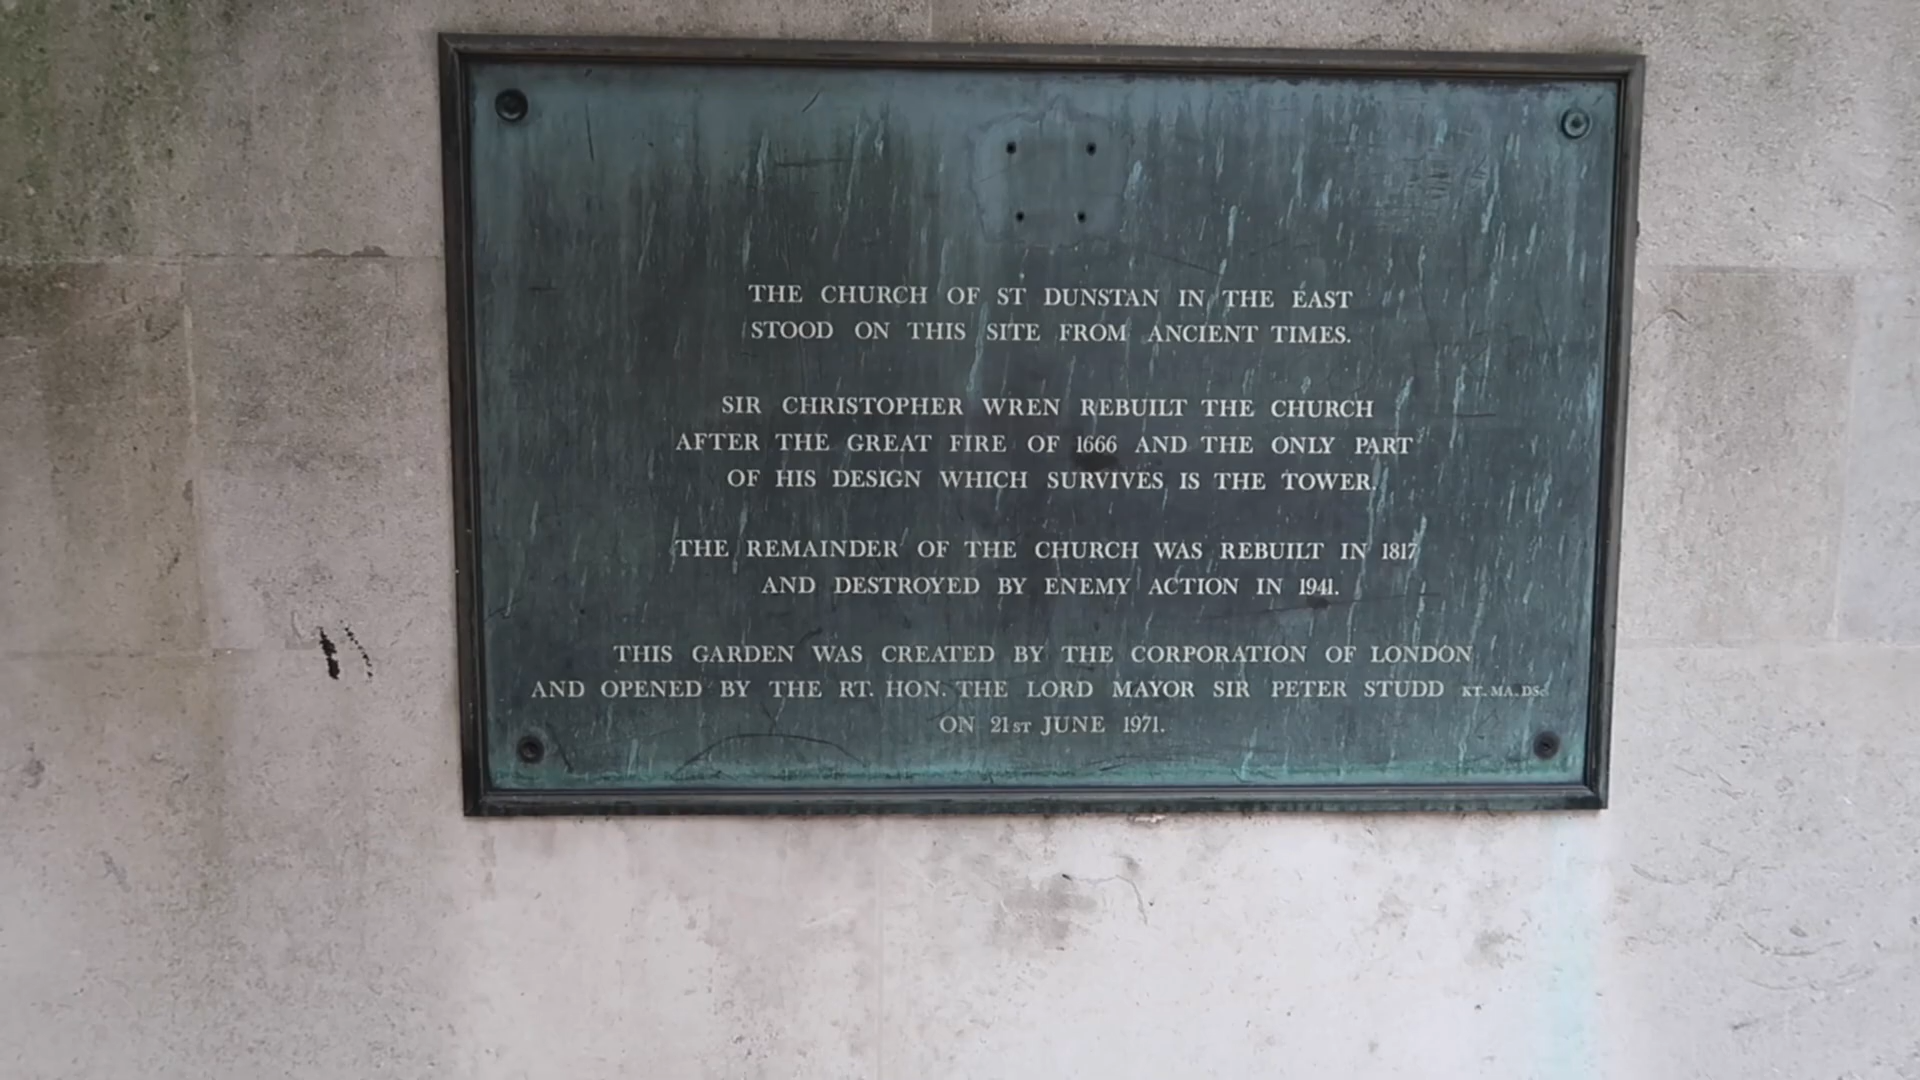 THE CHURCH OF ST DUNSTAN IN THE EAST
STOOD ON THIS SITE FROM ANCIENT TIMES.
SIR CHRISTOPHER WREN REBUILT THE CHURCH
AFTER THE GREAT FIRE OF 1666 AND THE ONLY PART
OF HIS DESIGN WHICH SURVIVES IS THE TOWER.
THE REMAINDER OF THE CHURCH WAS REBUILT IN 1817
AND DESTROYED BY ENEMY ACTION IN 1941.
THIS GARDEN WAS CREATED BY THE CORPORATION OF LONDON
AND OPENED BY THE RT. HON. THE LORD MAYOR SIR PETER STUDD KT. MA. DSc.
ON 21ST JUNE 1971.